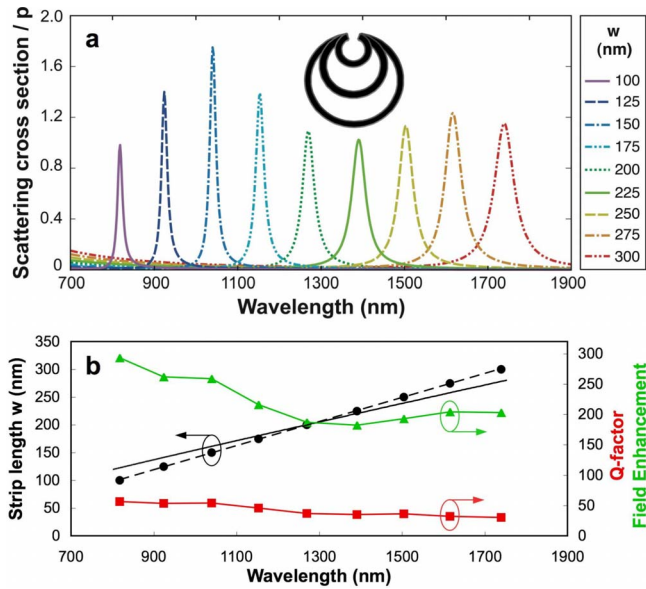 a
Scattering cross section / p
2.0
1.6
1.2
0.8
0.4
0
700 900 1100 1300 1500 1700 1900
Wavelength (nm)
w
(nm)
100
125
150
175
200
225
250
275
300
b
Strip length w (nm)
350
300
250
200
150
100
50
0
700 900 1100 1300 1500 1700 1900
Wavelength (nm)
300
250
200
150
100
50
0
Q-factor
Field Enhancement